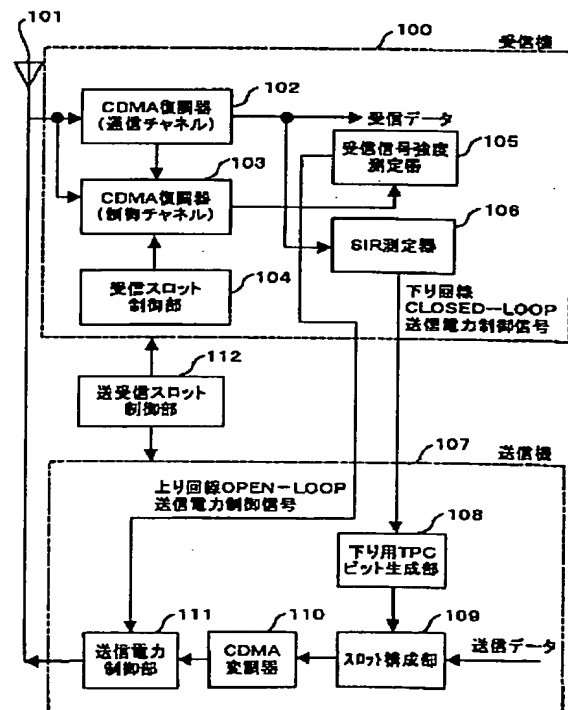 101
100
受信機
102
CDMA復調器
(通信チャネル)
受信データ
103
105
受信信号強度
測定器
CDMA復調器
(制御チャネル)
106
SIR測定器
104
受信スロット
制御部
下り回線
CLOSED-LOOP
送信電力制御信号
112
送受信スロット
制御部
107
送信機
上り回線OPEN-LOOP
送信電力制御信号
108
下り用TPC
ビット生成部
111
110
109
送信電力
制御部
CDMA
変調器
スロット構成部
送信データ